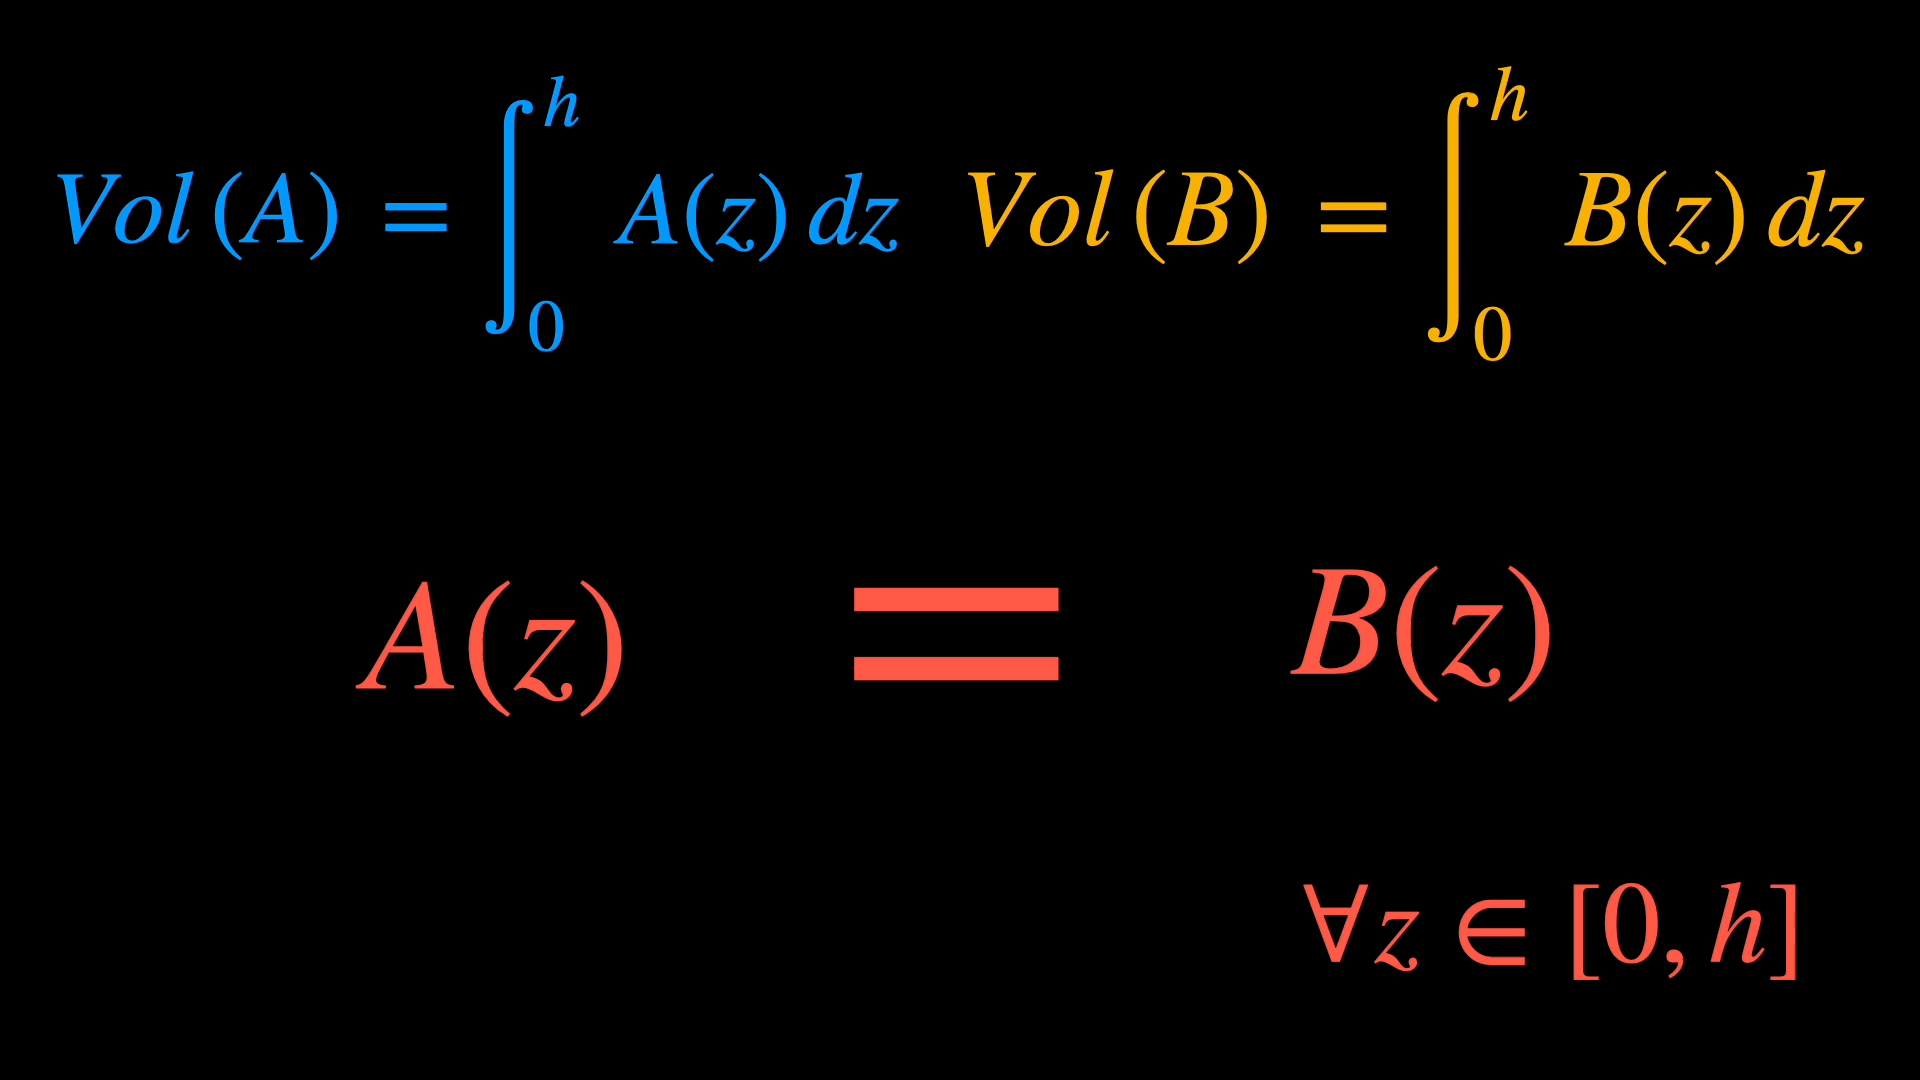 Vol(A) = ∫₀ʰ A(z) dz Vol(B) = ∫₀ʰ B(z) dz
A(z) = B(z)
∀z ∈ [0, h]